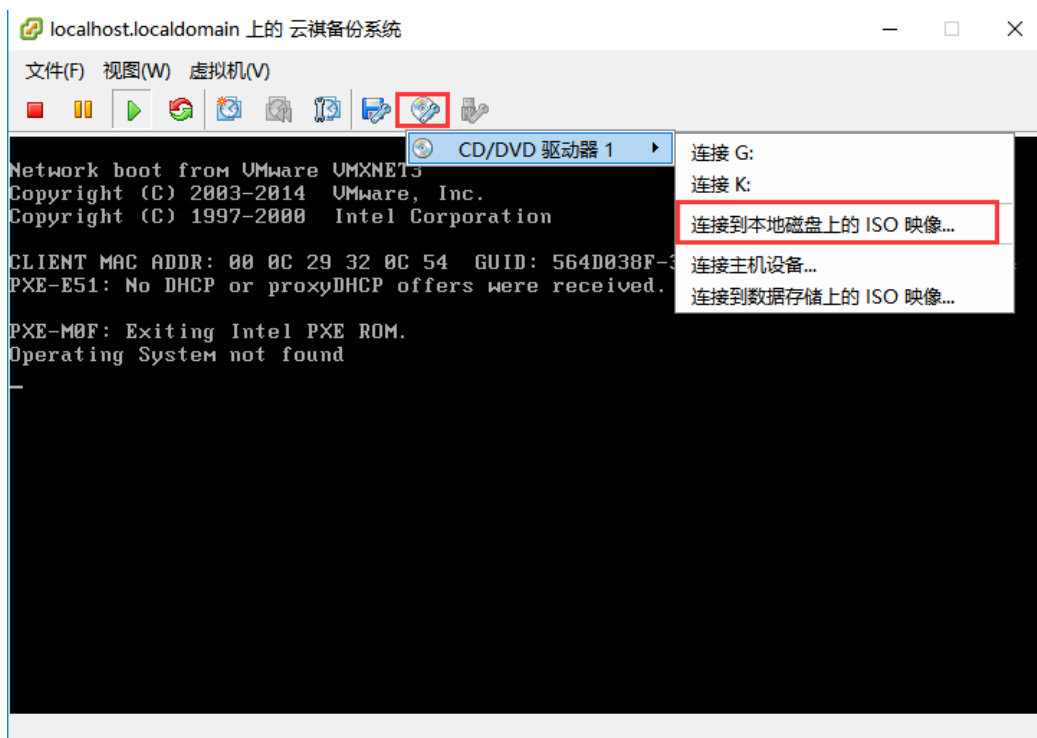 localhost.localdomain 上的 云祺备份系统
文件(F) 视图(W) 虚拟机(V)
CD/DVD 驱动器 1
连接 G:
连接 K:
连接到本地磁盘上的 ISO 映像...
连接主机设备...
连接到数据存储上的 ISO 映像...
Network boot from VMware VMXNET3
Copyright (C) 2003-2014 VMware, Inc.
Copyright (C) 1997-2000 Intel Corporation
CLIENT MAC ADDR: 00 0C 29 32 0C 54 GUID: 564D038F-
PXE-E51: No DHCP or proxyDHCP offers were received.
PXE-M0F: Exiting Intel PXE ROM.
Operating System not found